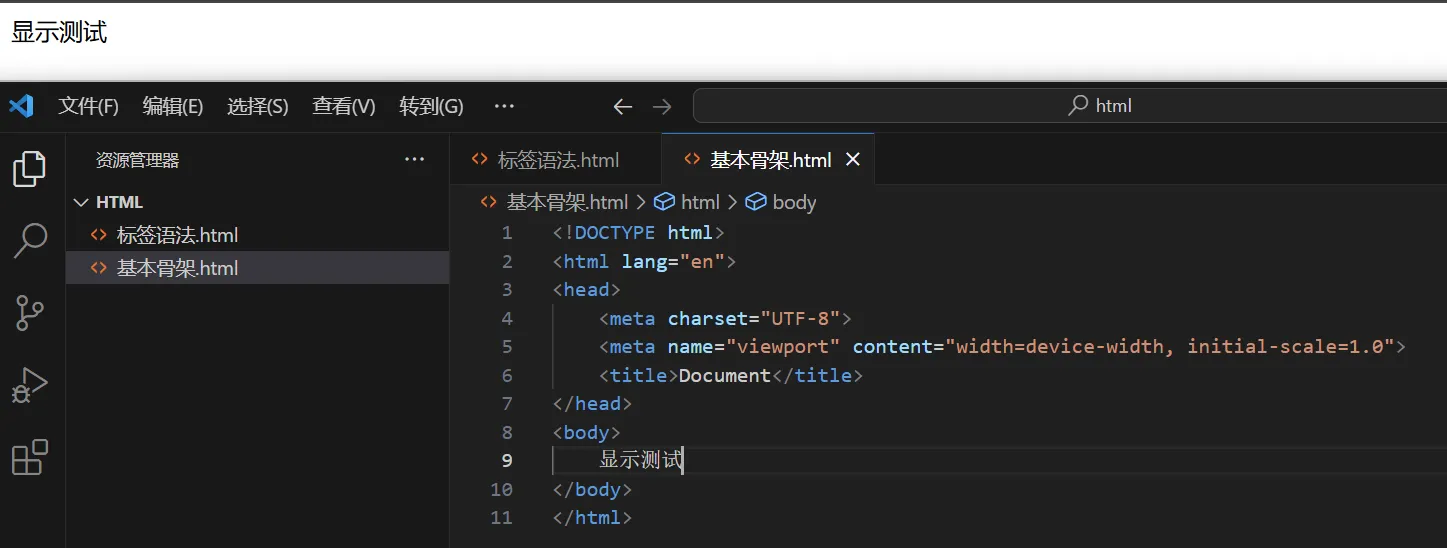 显示测试
文件(F) 编辑(E) 选择(S) 查看(V) 转到(G) ··· html
资源管理器 ···
标签语法.html 基本骨架.html
HTML
基本骨架.html > html > body
标签语法.html
基本骨架.html
1 <!DOCTYPE html>
2 <html lang="en">
3 <head>
4 <meta charset="UTF-8">
5 <meta name="viewport" content="width=device-width, initial-scale=1.0">
6 <title>Document</title>
7 </head>
8 <body>
9 显示测试
10 </body>
11 </html>